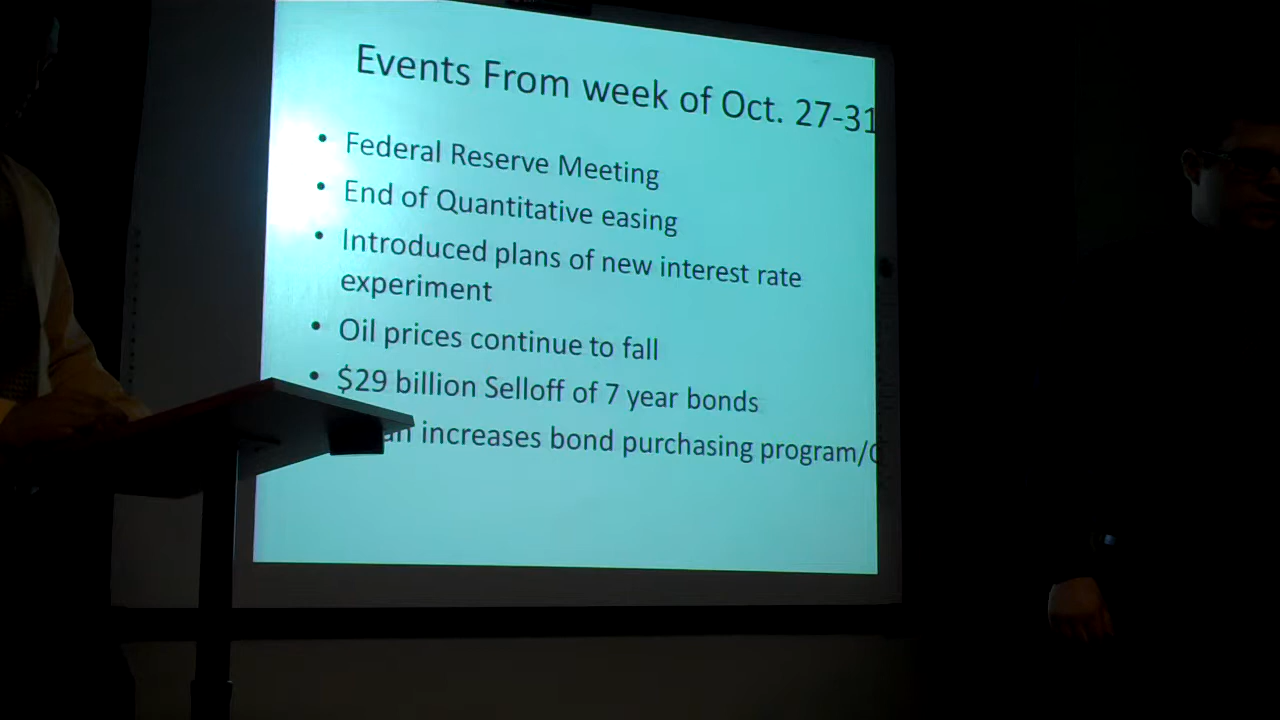 Events From week of Oct. 27-31
• Federal Reserve Meeting
• End of Quantitative easing
• Introduced plans of new interest rate
experiment
• Oil prices continue to fall
• $29 billion Selloff of 7 year bonds
increases bond purchasing program/